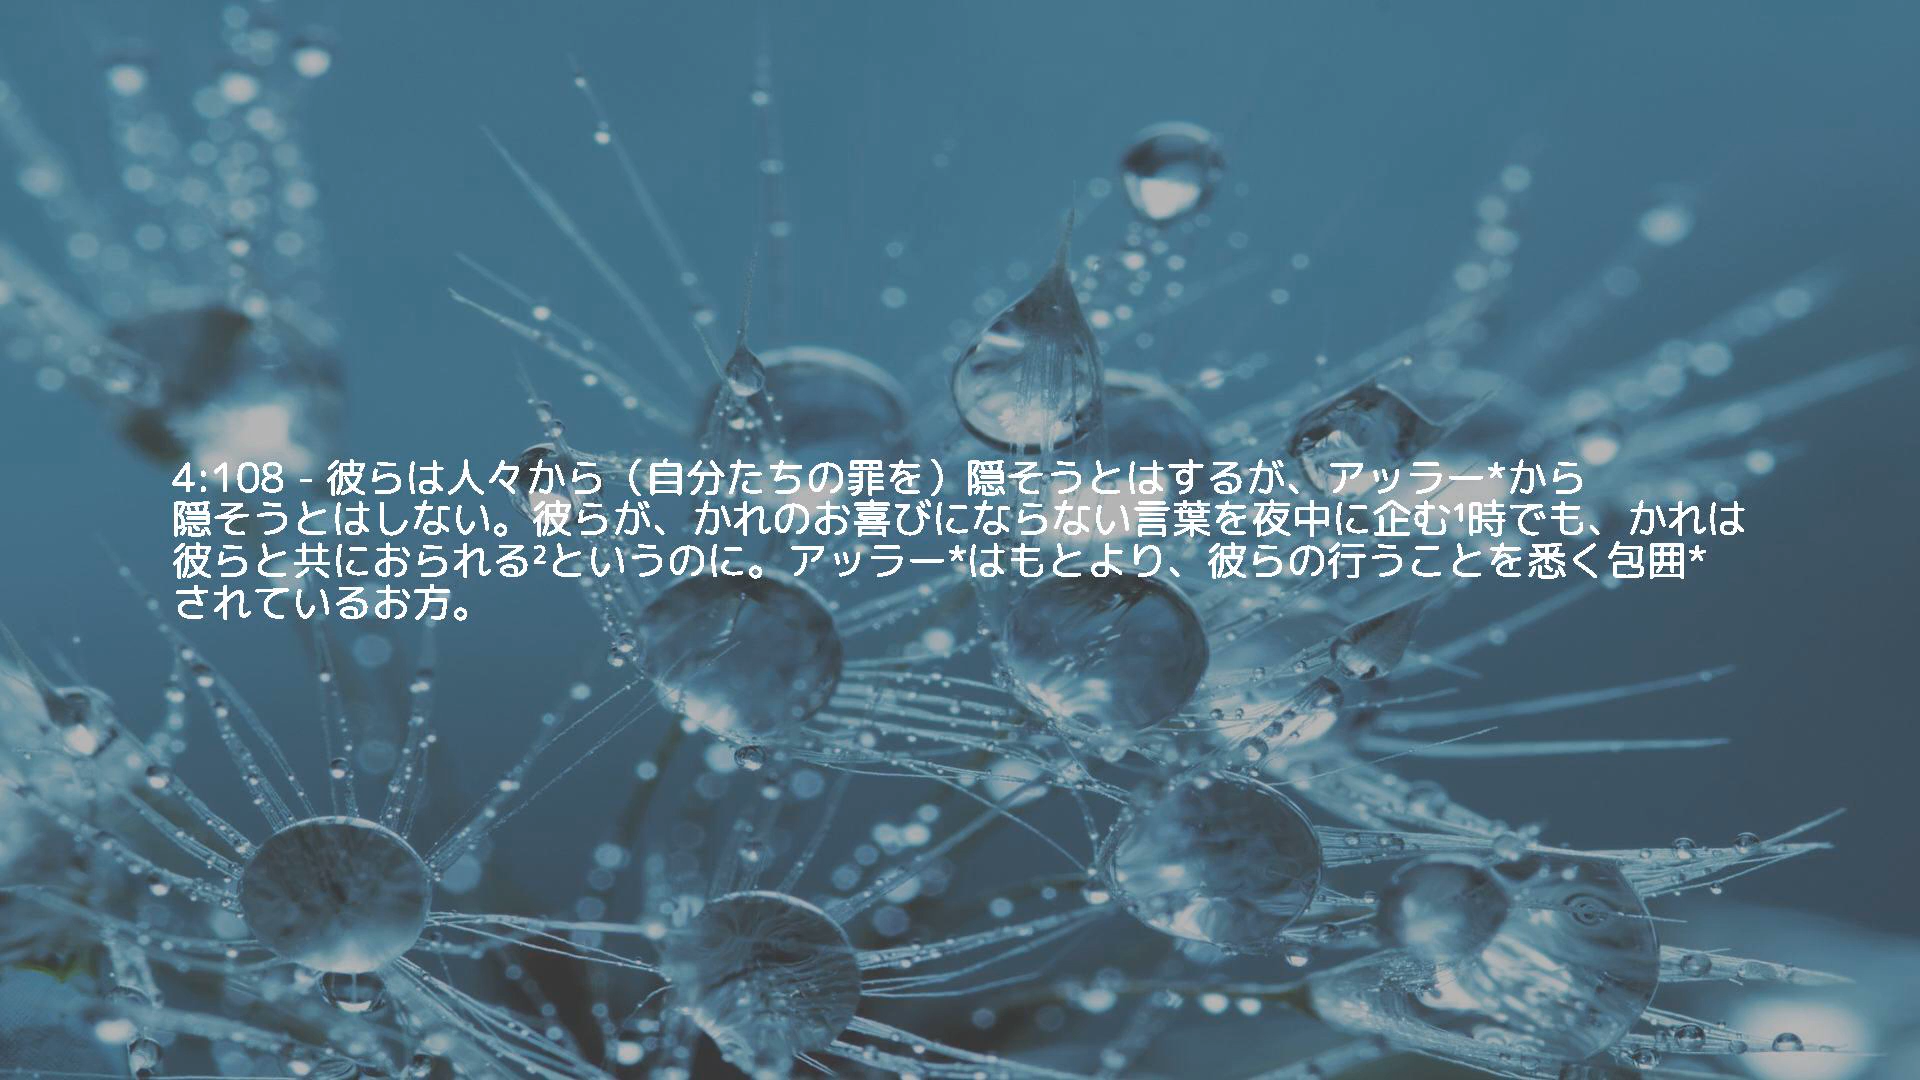 4:108 - 彼らは人々から（自分たちの罪を）隠そうとはするが、アッラー*から
隠そうとはしない。彼らが、かれのお喜びにならない言葉を夜中に企む¹時でも、かれは
彼らと共におられる²というのに。アッラー*はもとより、彼らの行うことを悉く包囲*
されているお方。